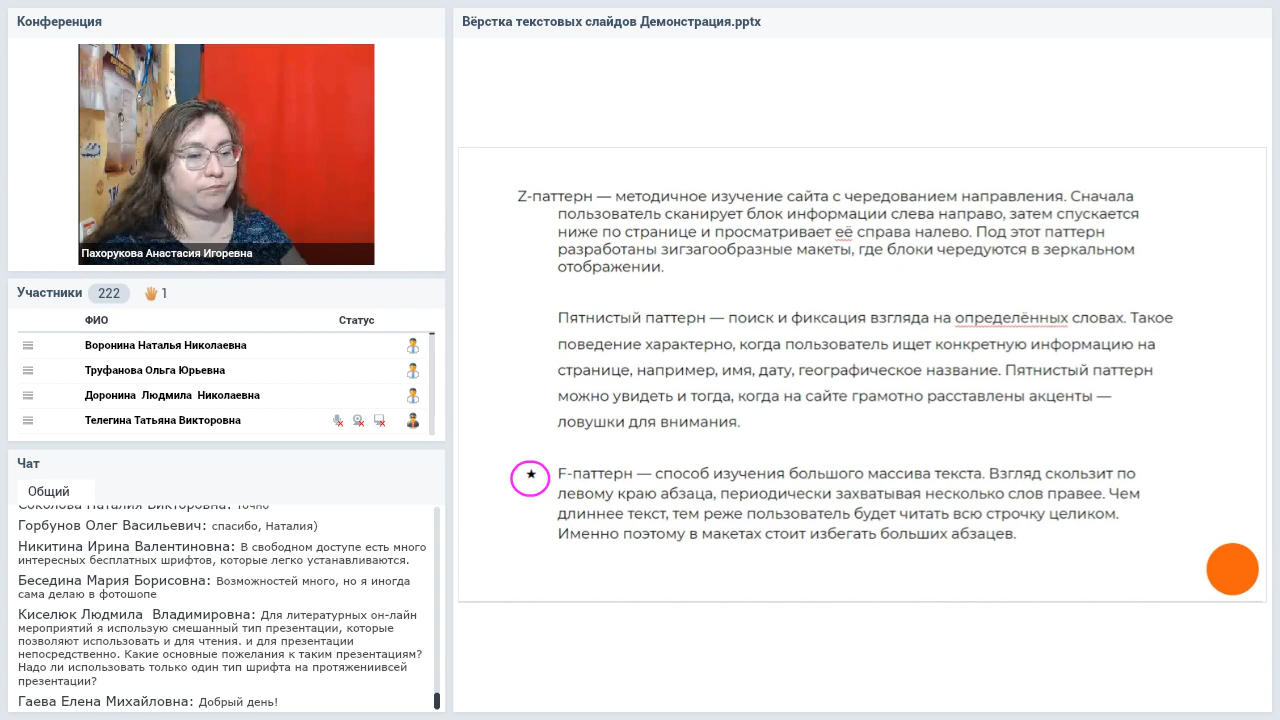 Конференция
Пахорукова Анастасия Игоревна
Участники 222 1
ФИО Статус
Воронина Наталья Николаевна
Труфанова Ольга Юрьевна
Доронина Людмила Николаевна
Телегина Татьяна Викторовна
Чат
Общий
Соколова Наталия Викторовна: точно
Горбунов Олег Васильевич: спасибо, Наталия)
Никитина Ирина Валентиновна: В свободном доступе есть много
интересных бесплатных шрифтов, которые легко устанавливаются.
Беседина Мария Борисовна: Возможностей много, но я иногда
сама делаю в фотошопе
Киселюк Людмила Владимировна: Для литературных он-лайн
мероприятий я использую смешанный тип презентации, которые
позволяют использовать и для чтения. и для презентации
непосредственно. Какие основные пожелания к таким презентациям?
Надо ли использовать только один тип шрифта на протяжениивсей
презентации?
Гаева Елена Михайловна: Добрый день!
Вёрстка текстовых слайдов Демонстрация.pptx
Z-паттерн — методичное изучение сайта с чередованием направления. Сначала
пользователь сканирует блок информации слева направо, затем спускается
ниже по странице и просматривает её справа налево. Под этот паттерн
разработаны зигзагообразные макеты, где блоки чередуются в зеркальном
отображении.
Пятнистый паттерн — поиск и фиксация взгляда на определённых словах. Такое
поведение характерно, когда пользователь ищет конкретную информацию на
странице, например, имя, дату, географическое название. Пятнистый паттерн
можно увидеть и тогда, когда на сайте грамотно расставлены акценты —
ловушки для внимания.
★ F-паттерн — способ изучения большого массива текста. Взгляд скользит по
левому краю абзаца, периодически захватывая несколько слов правее. Чем
длиннее текст, тем реже пользователь будет читать всю строчку целиком.
Именно поэтому в макетах стоит избегать больших абзацев.